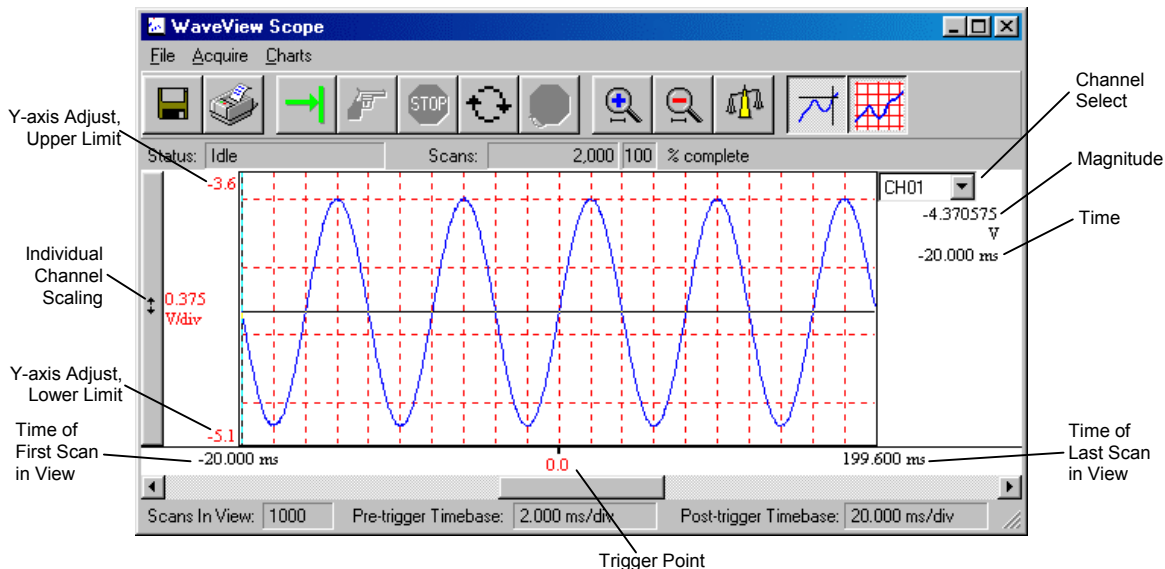 WaveView Scope
File Acquire Charts
STOP
Status: Idle Scans: 2,000 100 % complete
Y-axis Adjust,
Upper Limit
-3.6
CH01
Channel
Select
-4.370575
V
Magnitude
-20.000 ms
Time
Individual
Channel
Scaling
0.375
V/div
Y-axis Adjust,
Lower Limit
-5.1
Time of
First Scan
in View
-20.000 ms
0.0
199.600 ms
Time of
Last Scan
in View
Scans In View: 1000 Pre-trigger Timebase: 2.000 ms/div Post-trigger Timebase: 20.000 ms/div
Trigger Point